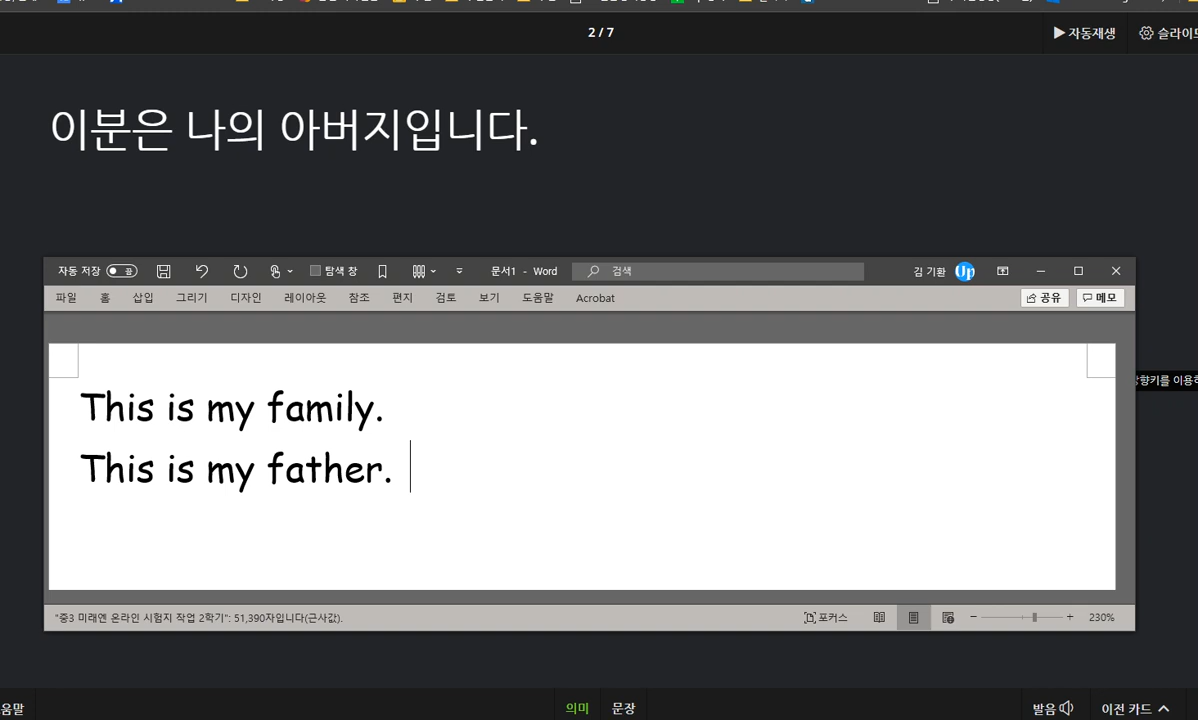 2 / 7
자동재생
이분은 나의 아버지입니다.
자동 저장 끔 탐색 창 문서1 - Word 검색 김 기환 Up
파일 홈 삽입 그리기 디자인 레이아웃 참조 편지 검토 보기 도움말 Acrobat 공유 메모
This is my family.
This is my father.
"중3 미래엔 온라인 시험지 작업 2학기": 51,390자입니다(근사값). 포커스 230%
의미 문장 발음 이전 카드